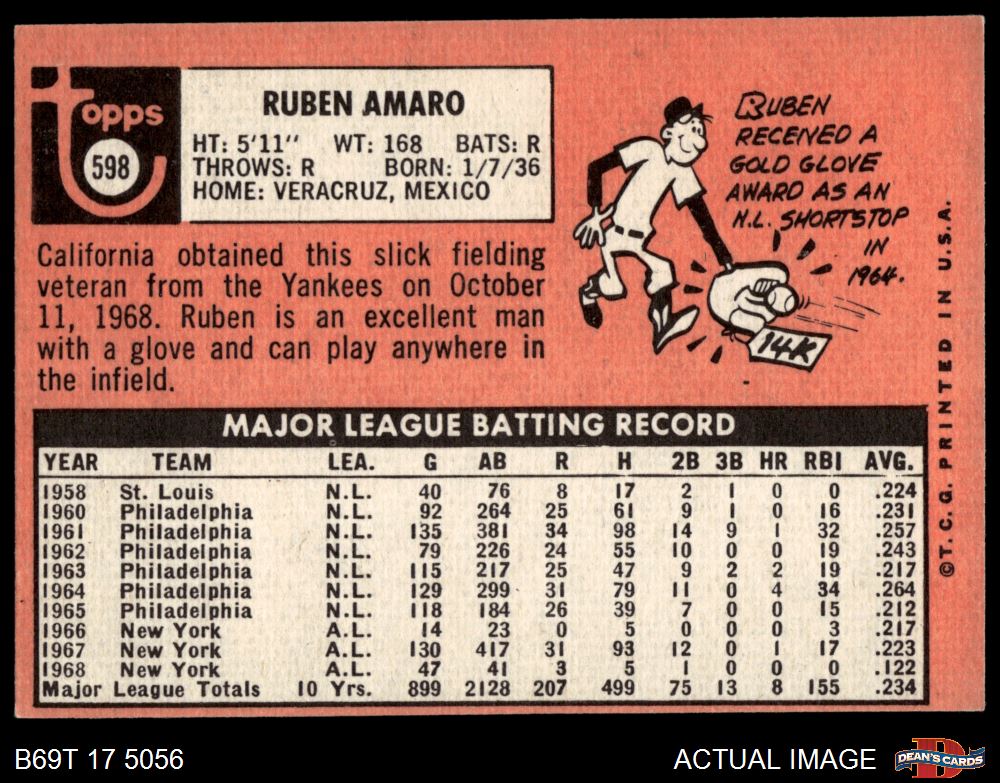 topps
598
RUBEN AMARO
HT: 5'11" WT: 168 BATS: R
THROWS: R BORN: 1/7/36
HOME: VERACRUZ, MEXICO
California obtained this slick fielding
veteran from the Yankees on October
11, 1968. Ruben is an excellent man
with a glove and can play anywhere in
the infield.
RUBEN
RECEIVED A
GOLD GLOVE
AWARD AS AN
N.L. SHORTSTOP
IN
1964.
14K
MAJOR LEAGUE BATTING RECORD
YEAR TEAM LEA. G AB R H 2B 3B HR RBI AVG.
1958 St. Louis N.L. 40 76 8 17 2 1 0 0 .224
1960 Philadelphia N.L. 92 264 25 61 9 1 0 16 .231
1961 Philadelphia N.L. 135 381 34 98 14 9 1 32 .257
1962 Philadelphia N.L. 79 226 24 55 10 0 0 19 .243
1963 Philadelphia N.L. 115 217 25 47 9 2 2 19 .217
1964 Philadelphia N.L. 129 299 31 79 11 0 4 34 .264
1965 Philadelphia N.L. 118 184 26 39 7 0 0 15 .212
1966 New York A.L. 14 23 0 5 0 0 0 3 .217
1967 New York A.L. 130 417 31 93 12 0 1 17 .223
1968 New York A.L. 47 41 3 5 1 0 0 0 .122
Major League Totals 10 Yrs. 899 2128 207 499 75 13 8 155 .234
©T. C. G. PRINTED IN U.S.A.
B69T 17 5056
ACTUAL IMAGE
D
DEAN'S CARDS